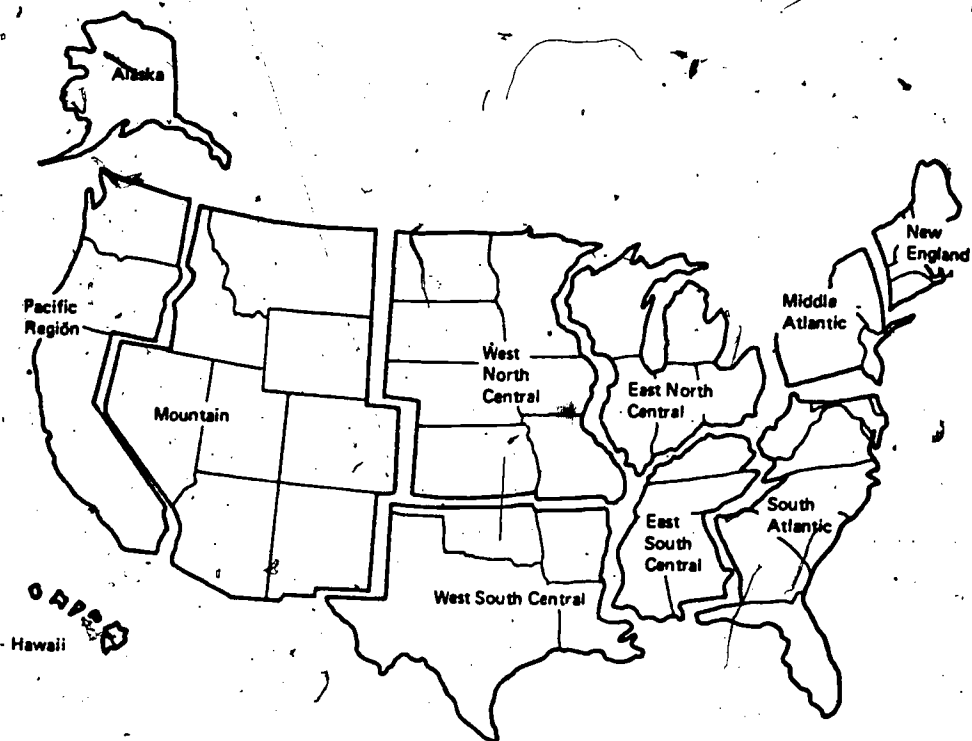 Alaska
New
England
Middle
Atlantic
Pacific
Región
West
North
Central
East North
Central
Mountain
South
Atlantic
East
South
Central
West South Central
- Hawaii